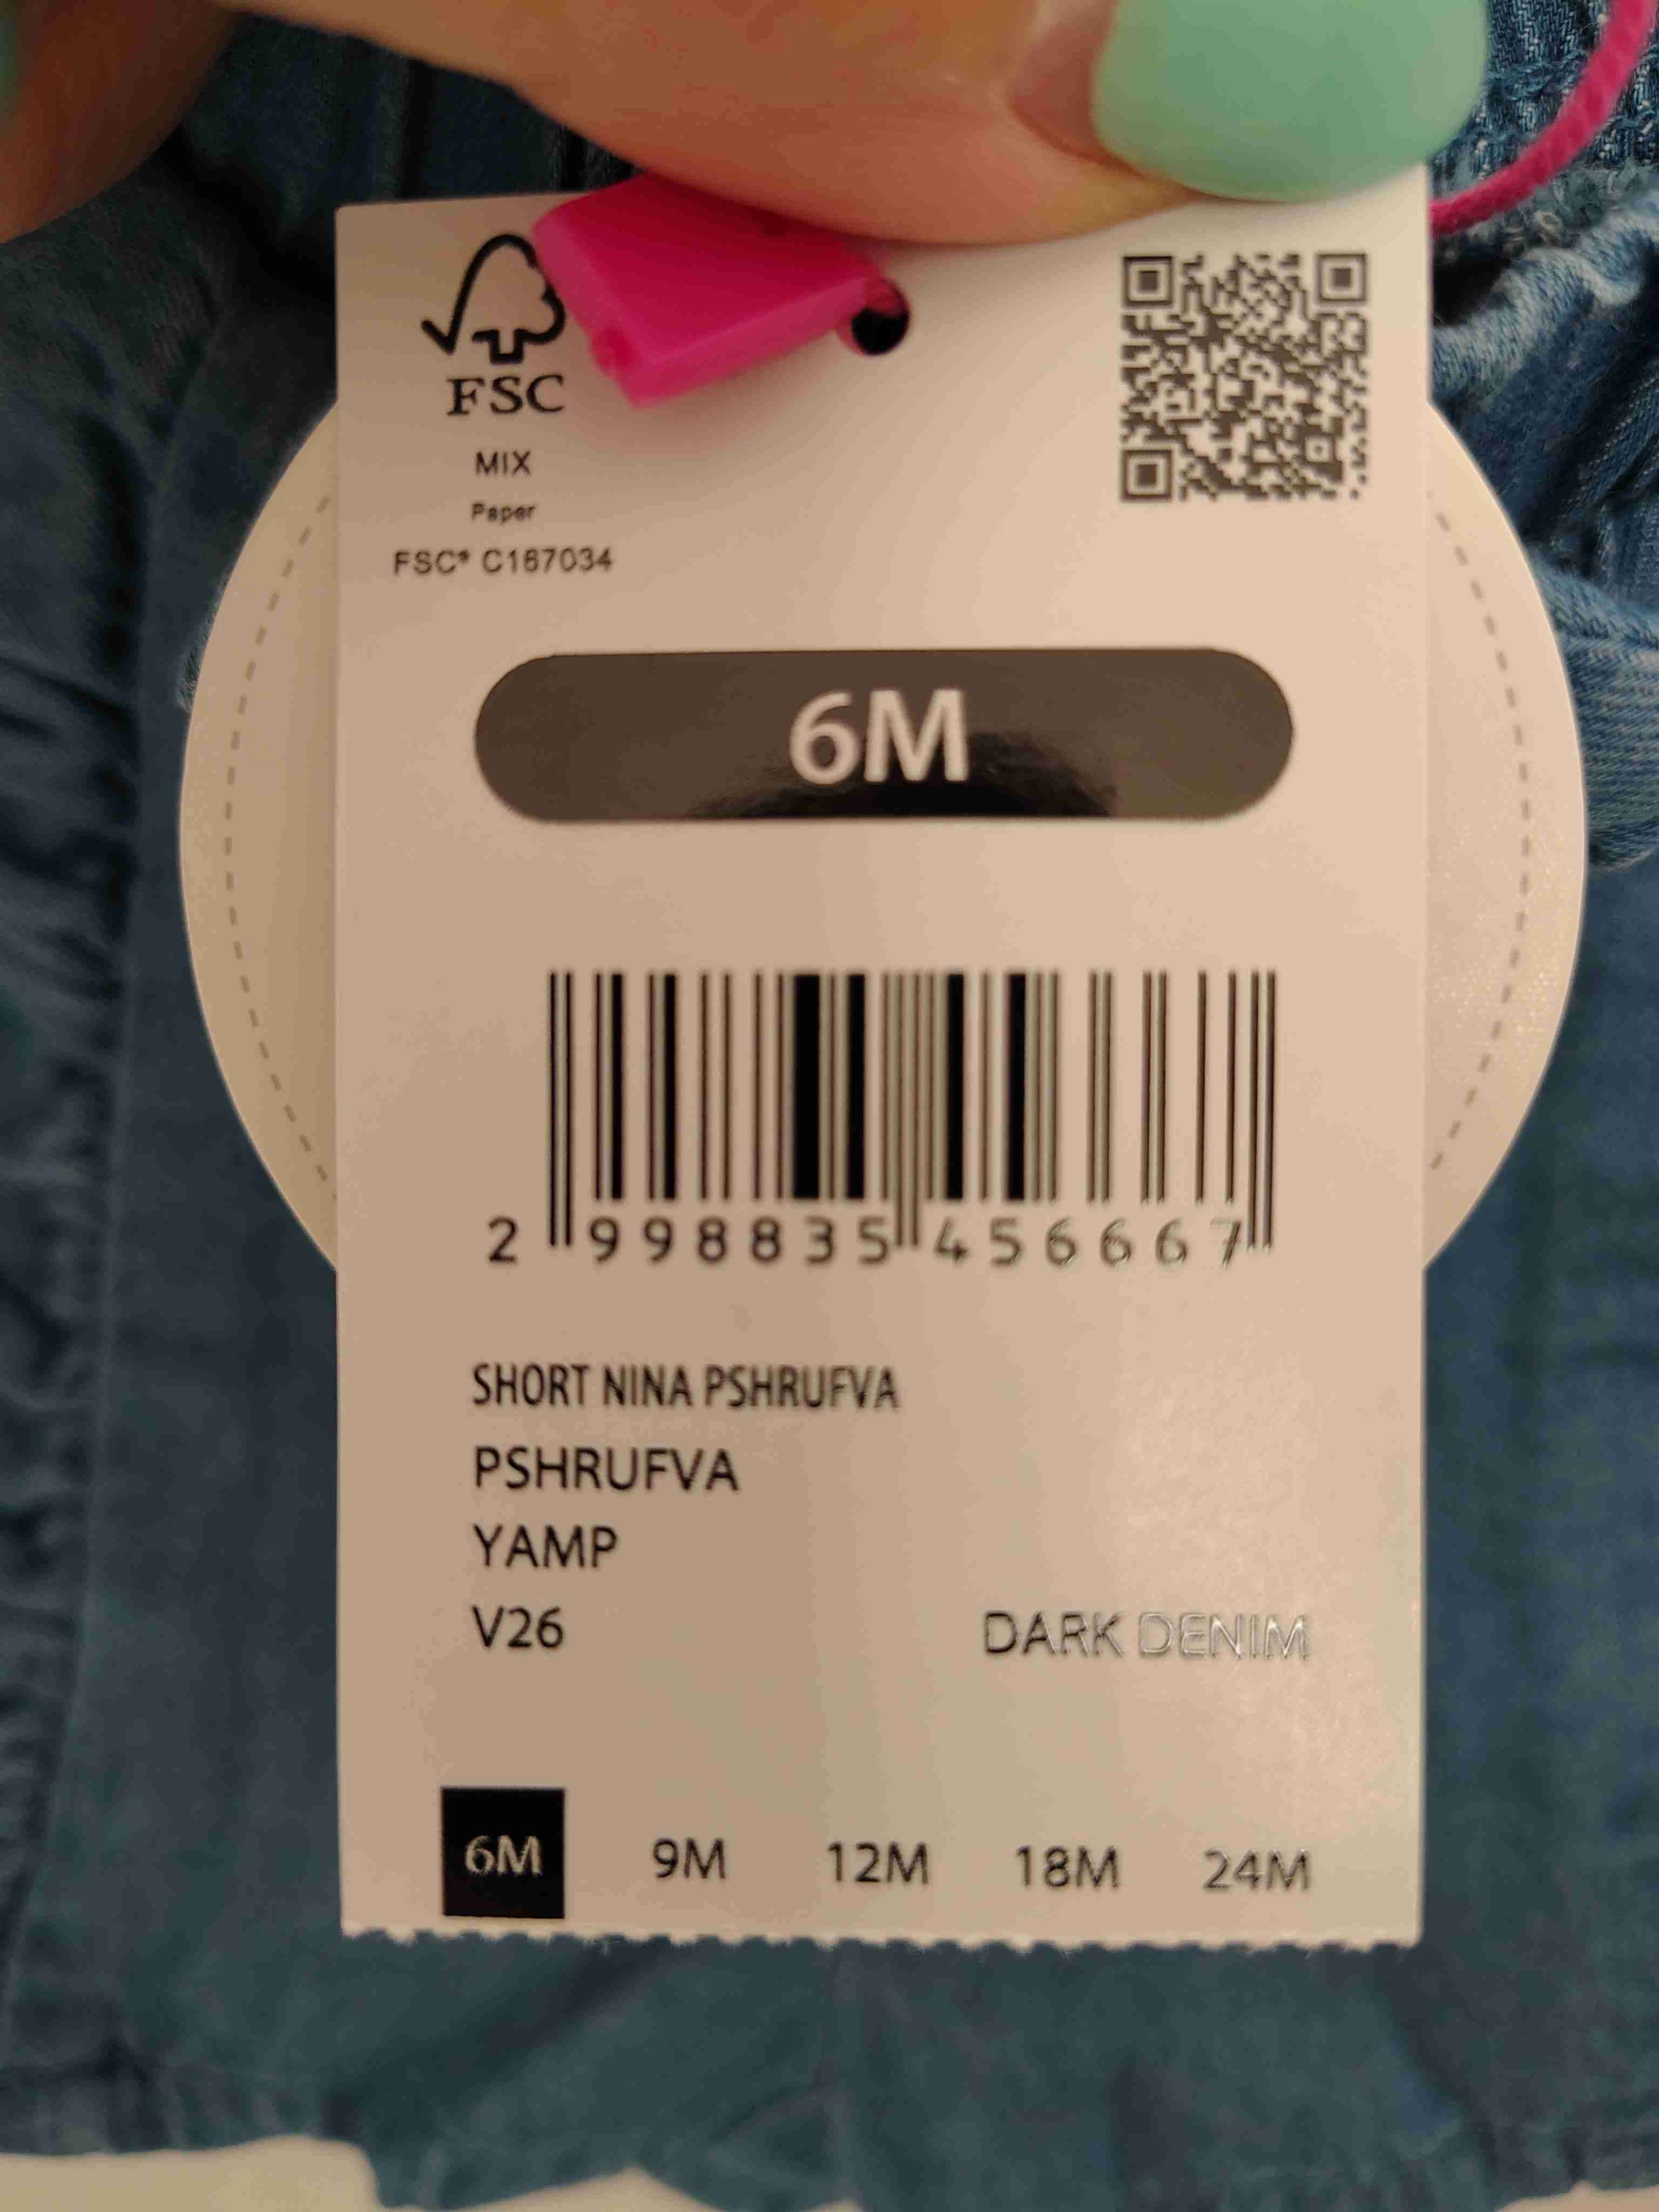 FSC
MIX
Paper
FSC® C167034
6M
2 998835 456667
SHORT NINA PSHRUFVA
PSHRUFVA
YAMP
V26
DARK DENIM
6M 9M 12M 18M 24M